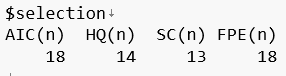 $selection↓
AIC(n) HQ(n) SC(n) FPE(n)
18 14 13 18
↓